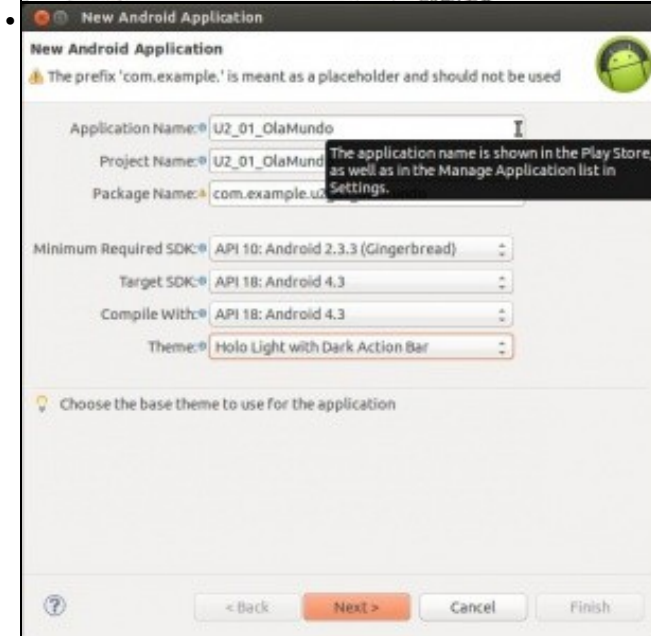 New Android Application
New Android Application
The prefix 'com.example.' is meant as a placeholder and should not be used
Application Name: U2_01_OlaMundo
Project Name: U2_01_OlaMund
The application name is shown in the Play Store,
as well as in the Manage Application list in
Settings.
Package Name: com.example.u2
Minimum Required SDK: API 10: Android 2.3.3 (Gingerbread)
Target SDK: API 18: Android 4.3
Compile With: API 18: Android 4.3
Theme: Holo Light with Dark Action Bar
Choose the base theme to use for the application
? < Back Next > Cancel Finish